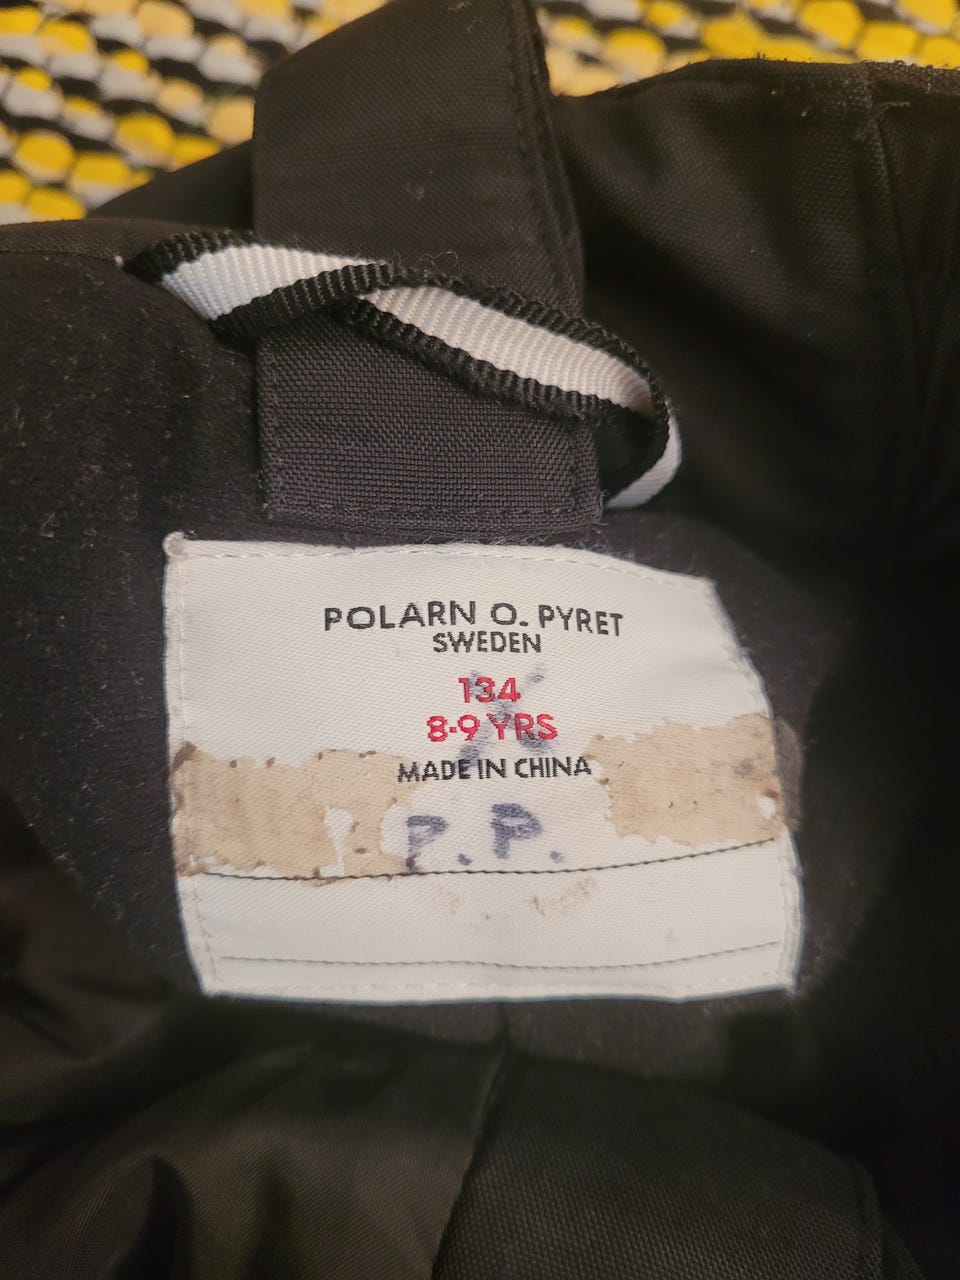 POLARN O. PYRET
SWEDEN
134
8-9 YRS
MADE IN CHINA
P. P.